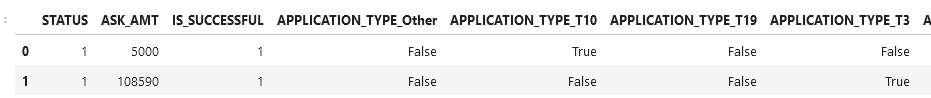 : STATUS ASK_AMT IS_SUCCESSFUL APPLICATION_TYPE_Other APPLICATION_TYPE_T10 APPLICATION_TYPE_T19 APPLICATION_TYPE_T3 A
0 1 5000 1 False True False False
1 1 108590 1 False False False True